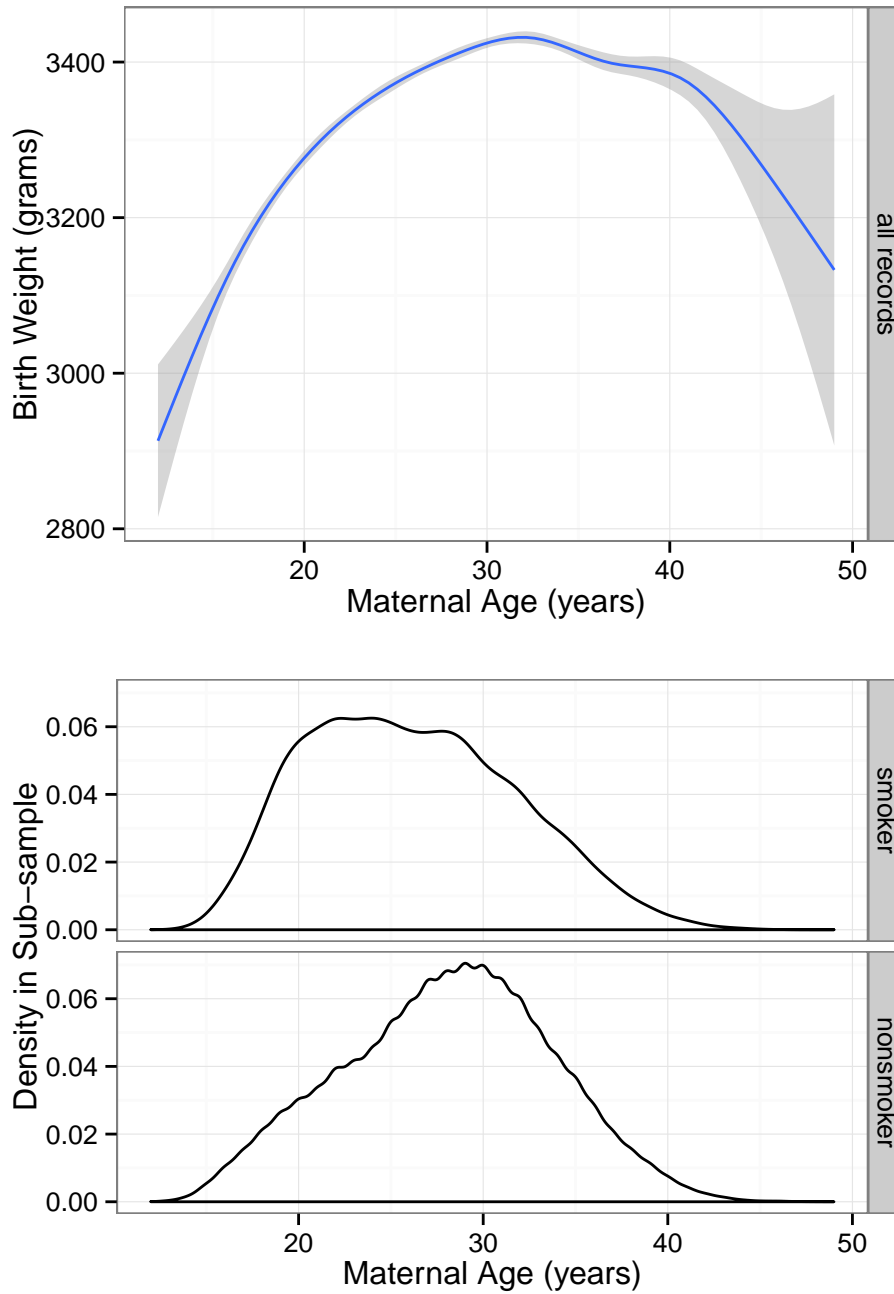 Birth Weight (grams)
3400
3200
3000
2800
all records
20 30 40 50
Maternal Age (years)
Density in Sub−sample
0.06
0.04
0.02
0.00
smoker
0.06
0.04
0.02
0.00
nonsmoker
20 30 40 50
Maternal Age (years)